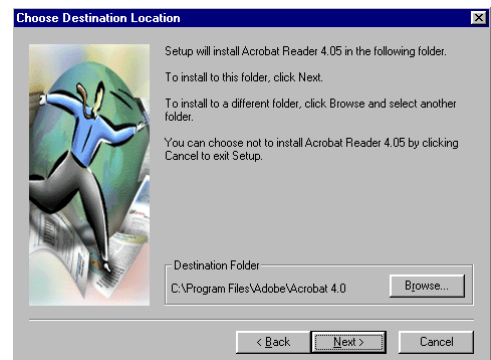 Choose Destination Location
Setup will install Acrobat Reader 4.05 in the following folder.
To install to this folder, click Next.
To install to a different folder, click Browse and select another
folder.
You can choose not to install Acrobat Reader 4.05 by clicking
Cancel to exit Setup.
Destination Folder
C:\Program Files\Adobe\Acrobat 4.0
Browse...
< Back
Next >
Cancel